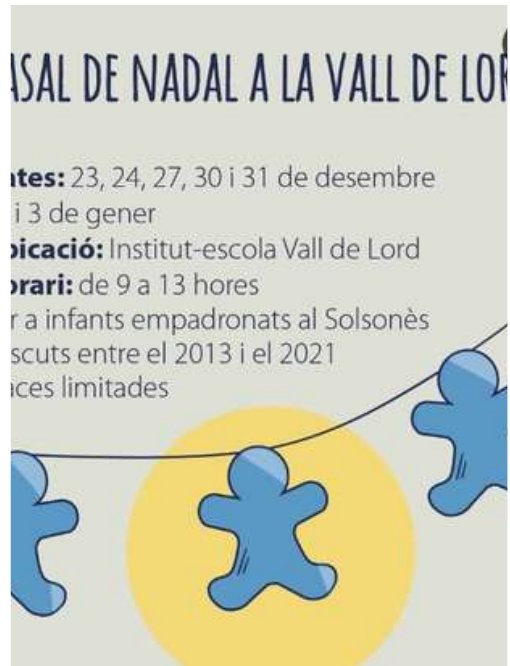 ASAL DE NADAL A LA VALL DE LOR
ates: 23, 24, 27, 30 i 31 de desembre
i 3 de gener
bicació: Institut-escola Vall de Lord
orari: de 9 a 13 hores
r a infants empadronats al Solsonès
scuts entre el 2013 i el 2021
aces limitades